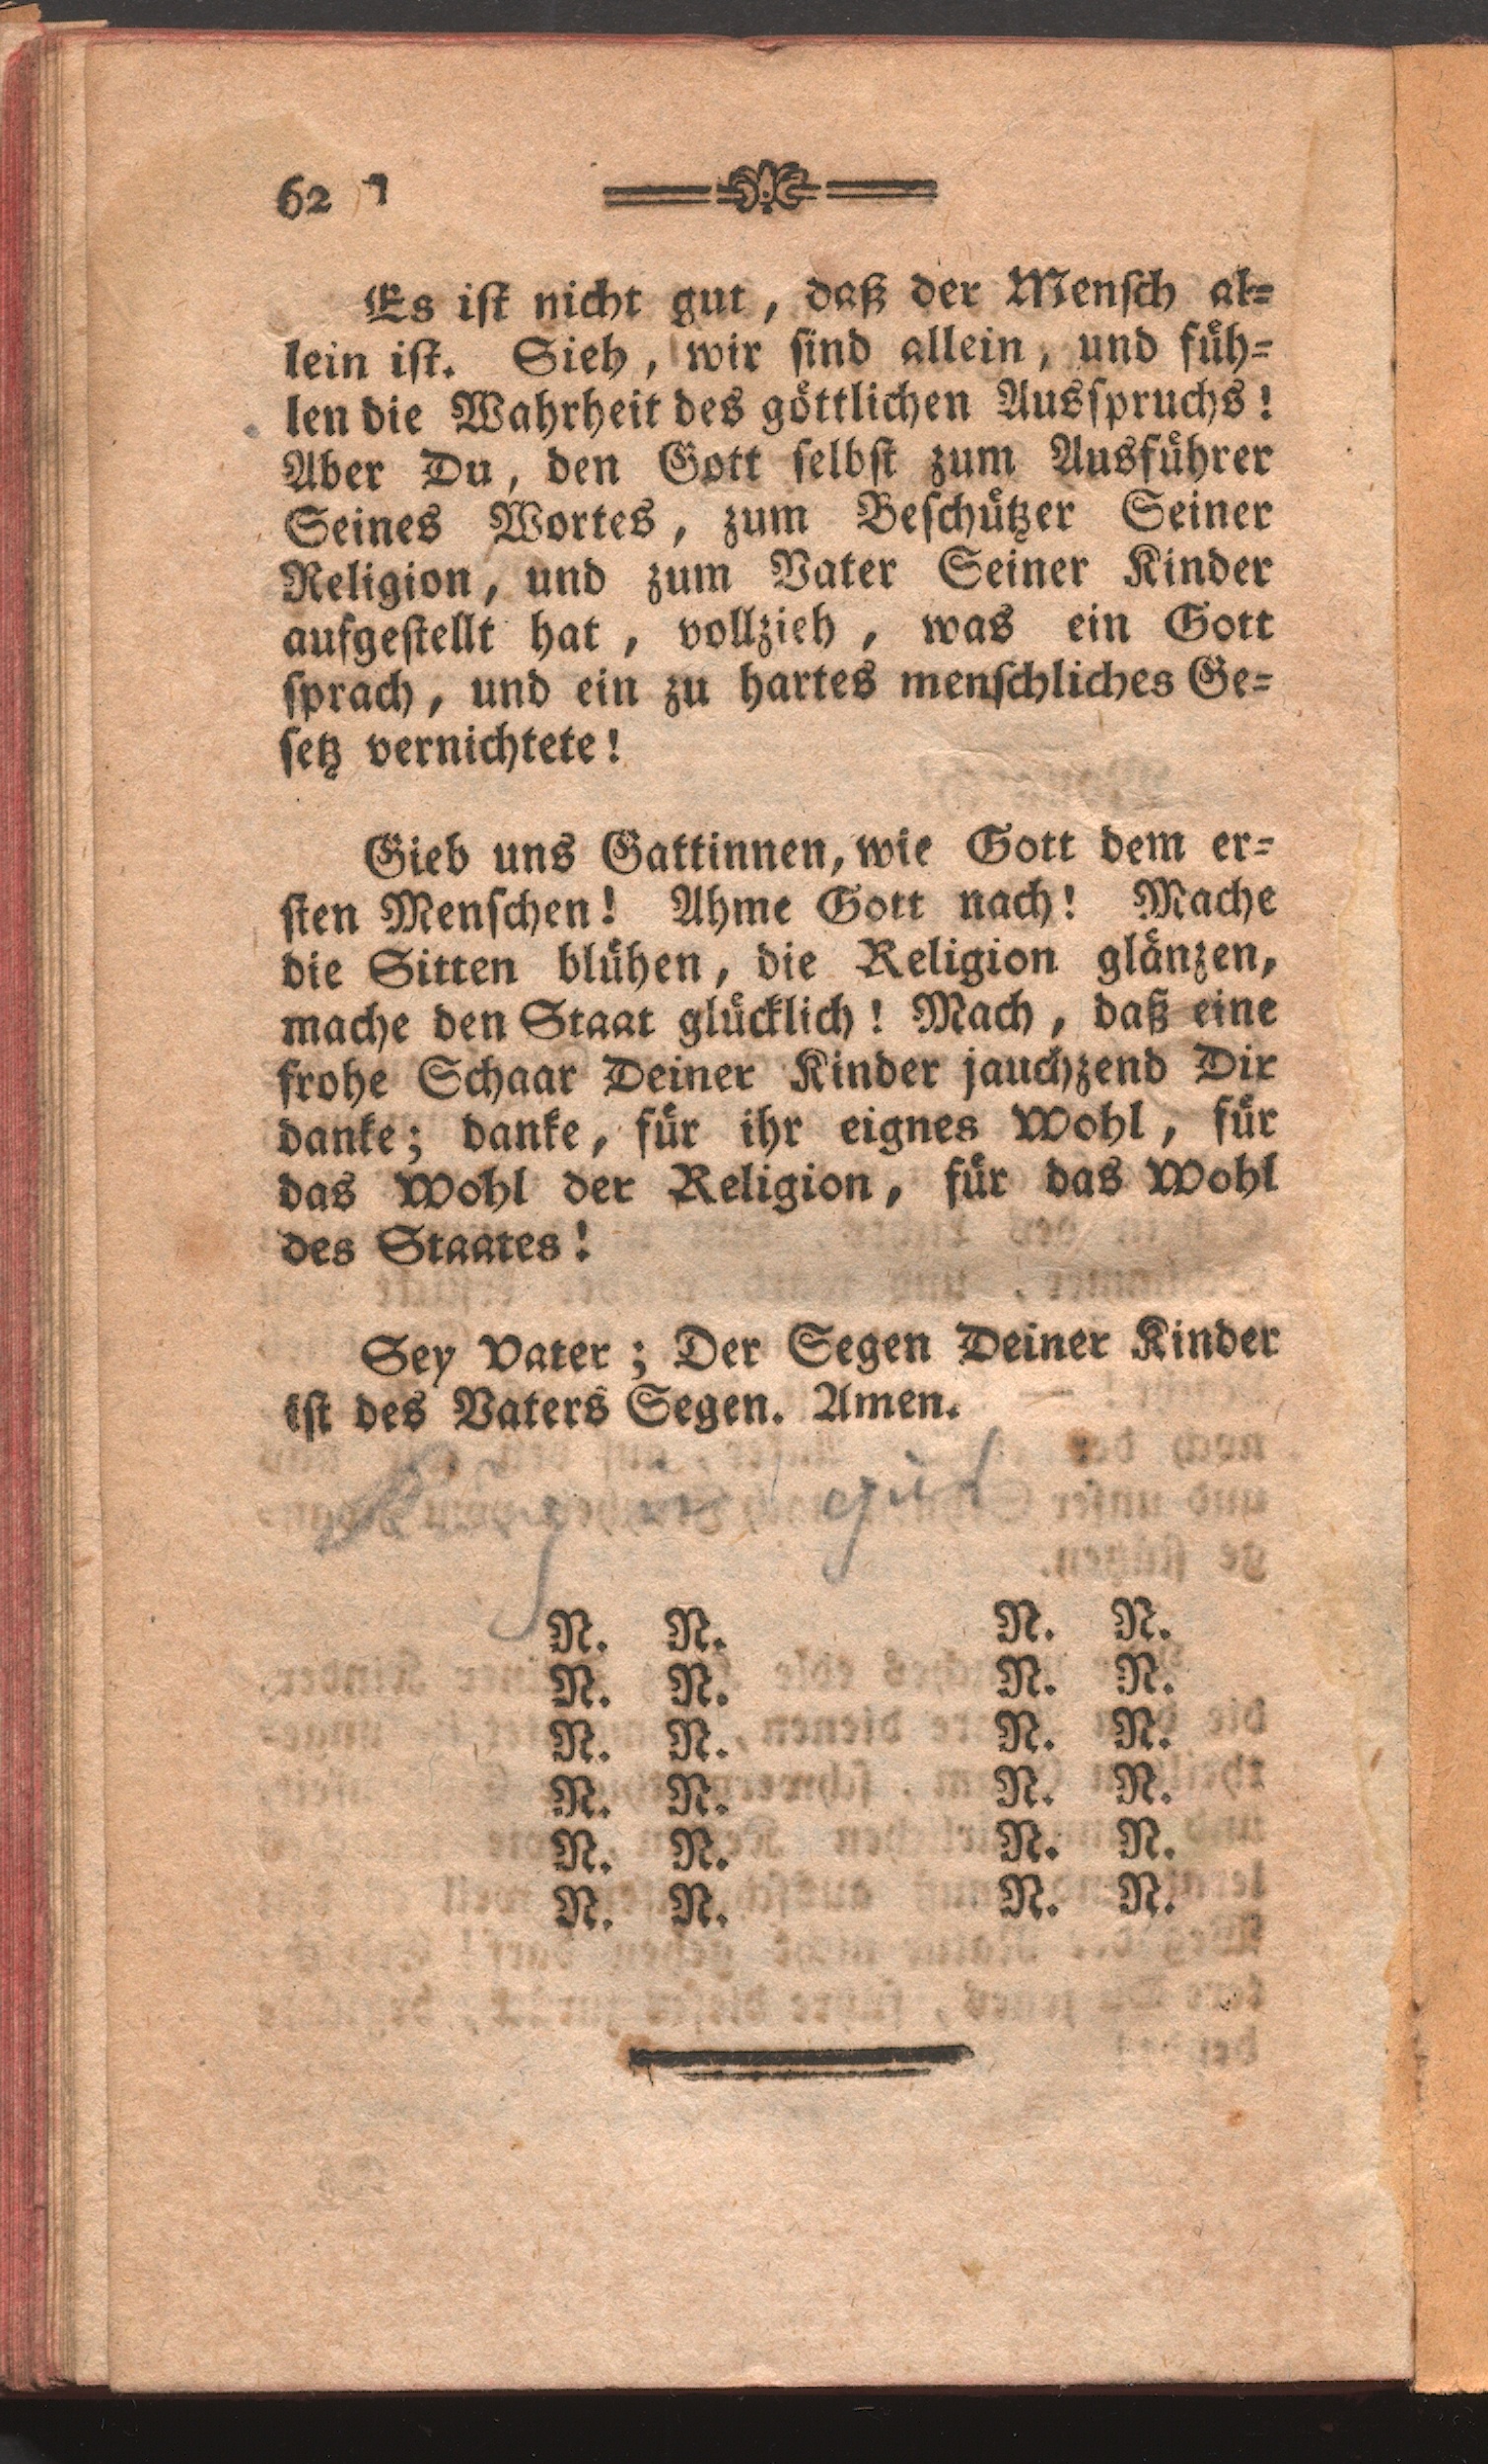 62
Es ist nicht gut, daß der Mensch al-
lein ist. Sieh, wir sind allein, und füh-
len die Wahrheit des göttlichen Ausspruchs!
Aber Du, den Gott selbst zum Ausführer
Seines Wortes, zum Beschützer Seiner
Religion, und zum Vater Seiner Kinder
aufgestellt hat, vollzieh, was ein Gott
sprach, und ein zu hartes menschliches Ge-
setz vernichtete!
Gieb uns Gattinnen, wie Gott dem er-
sten Menschen! Ahme Gott nach! Mache
die Sitten blühen, die Religion glänzen,
mache den Staat glücklich! Mach, daß eine
frohe Schaar Deiner Kinder jauchzend Dir
danke; danke, für ihr eignes Wohl, für
das Wohl der Religion, für das Wohl
des Staates!
Sey Vater; Der Segen Deiner Kinder
ist des Vaters Segen. Amen.
N. N. N. N.
N. N. N. N.
N. N. N. N.
N. N. N. N.
N. N. N. N.
N. N. N. N.